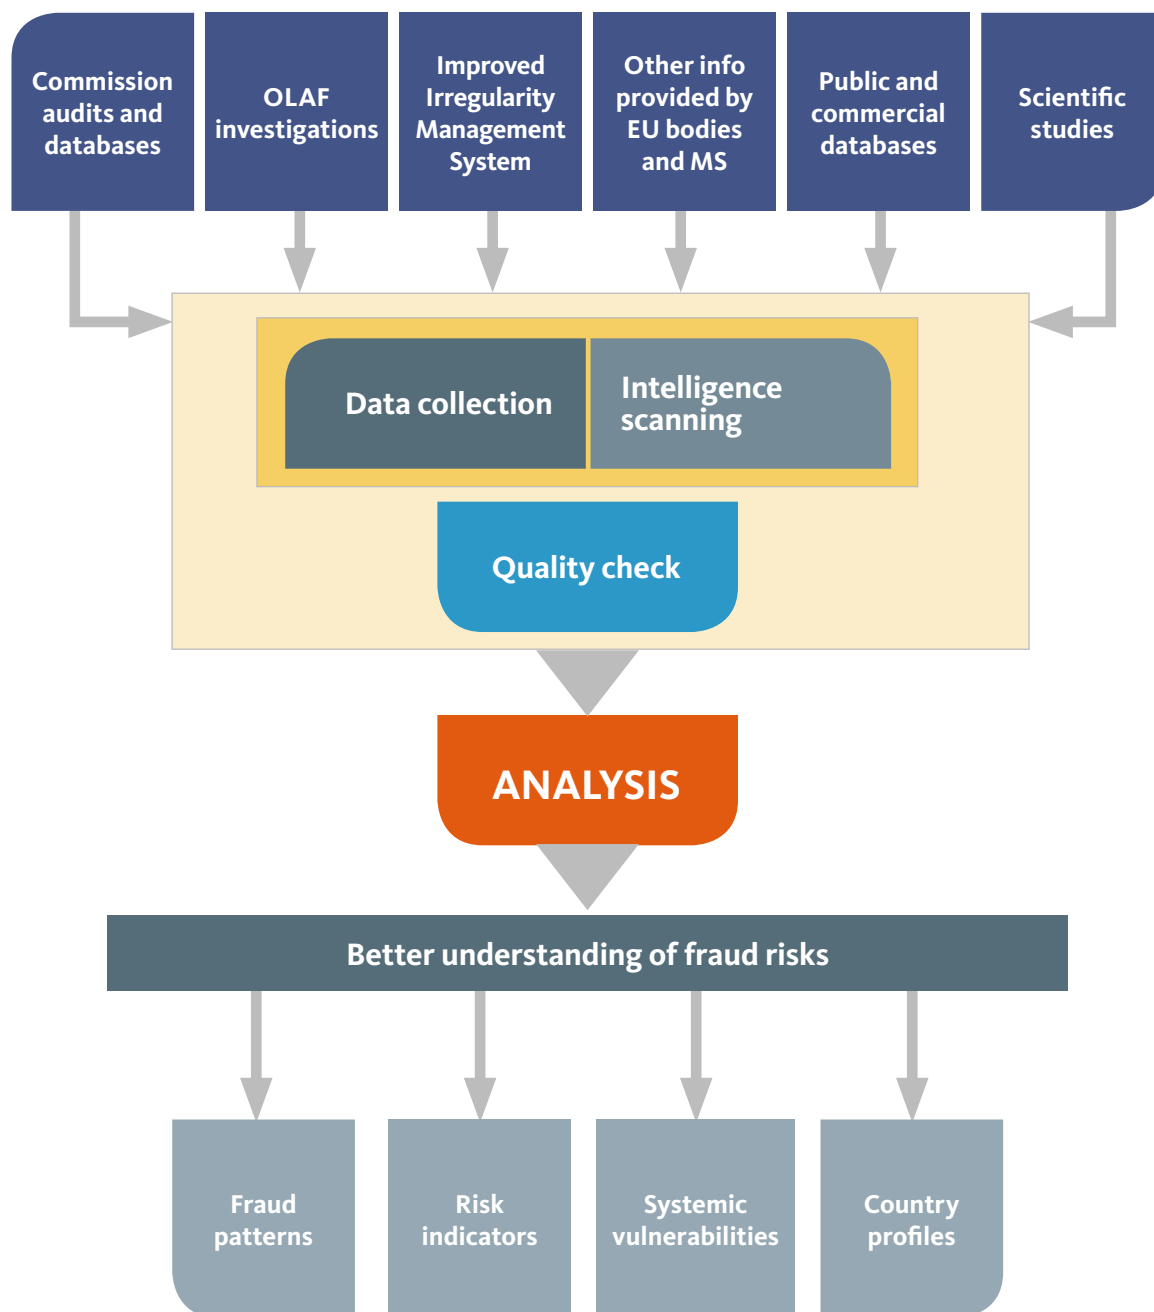 Commission
audits and
databases
OLAF
investigations
Improved
Irregularity
Management
System
Other info
provided by
EU bodies
and MS
Public and
commercial
databases
Scientific
studies
Data collection
Intelligence
scanning
Quality check
ANALYSIS
Better understanding of fraud risks
Fraud
patterns
Risk
indicators
Systemic
vulnerabilities
Country
profiles